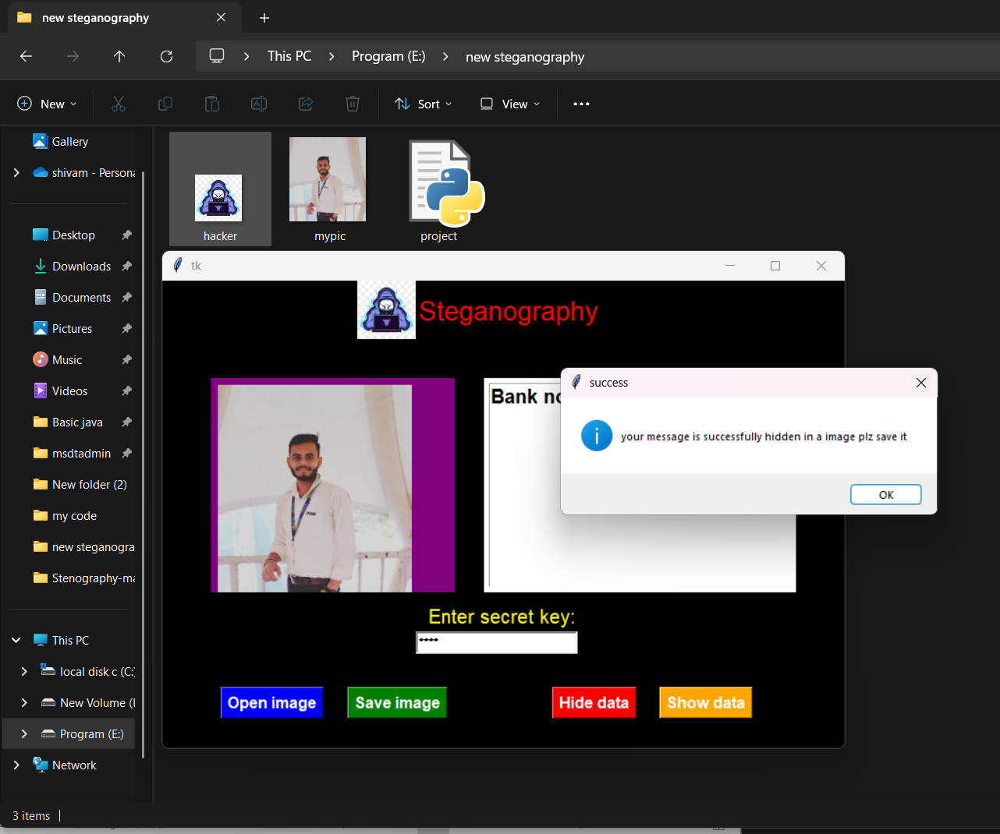 new steganography
This PC
Program (E:)
new steganography
New
Sort
View
Gallery
shivam - Persona
Desktop
Downloads
Documents
Pictures
Music
Videos
Basic java
msdtadmin
New folder (2)
my code
new steganogra
Stenography-ma
This PC
local disk c (C:)
New Volume (
Program (E:)
Network
hacker
mypic
project
tk
Steganography
Bank no
success
your message is successfully hidden in a image plz save it
OK
Enter secret key:
****
Open image
Save image
Hide data
Show data
3 items